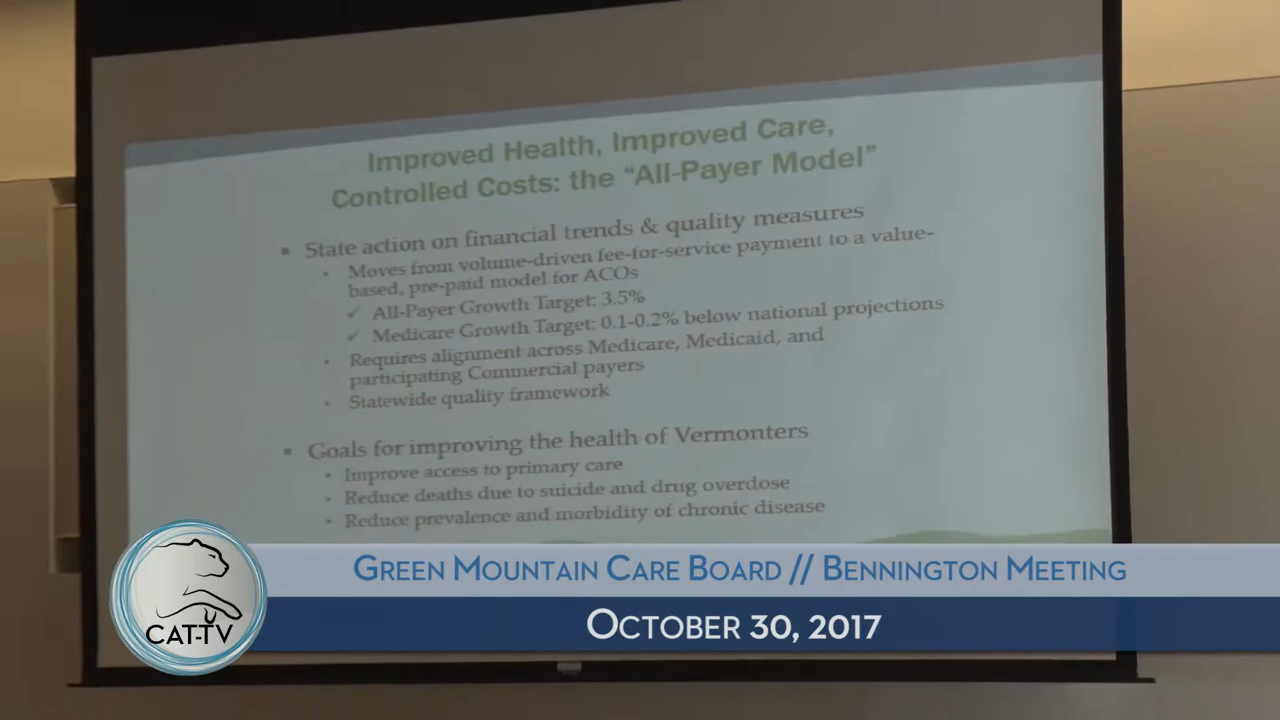 Improved Health, Improved Care,
Controlled Costs: the “All-Payer Model”
▪ State action on financial trends & quality measures
• Moves from volume-driven fee-for-service payment to a value-
based, pre-paid model for ACOs
✓ All-Payer Growth Target: 3.5%
✓ Medicare Growth Target: 0.1-0.2% below national projections
• Requires alignment across Medicare, Medicaid, and
participating Commercial payers
• Statewide quality framework
▪ Goals for improving the health of Vermonters
• Improve access to primary care
• Reduce deaths due to suicide and drug overdose
• Reduce prevalence and morbidity of chronic disease
GREEN MOUNTAIN CARE BOARD // BENNINGTON MEETING
OCTOBER 30, 2017
CAT-TV